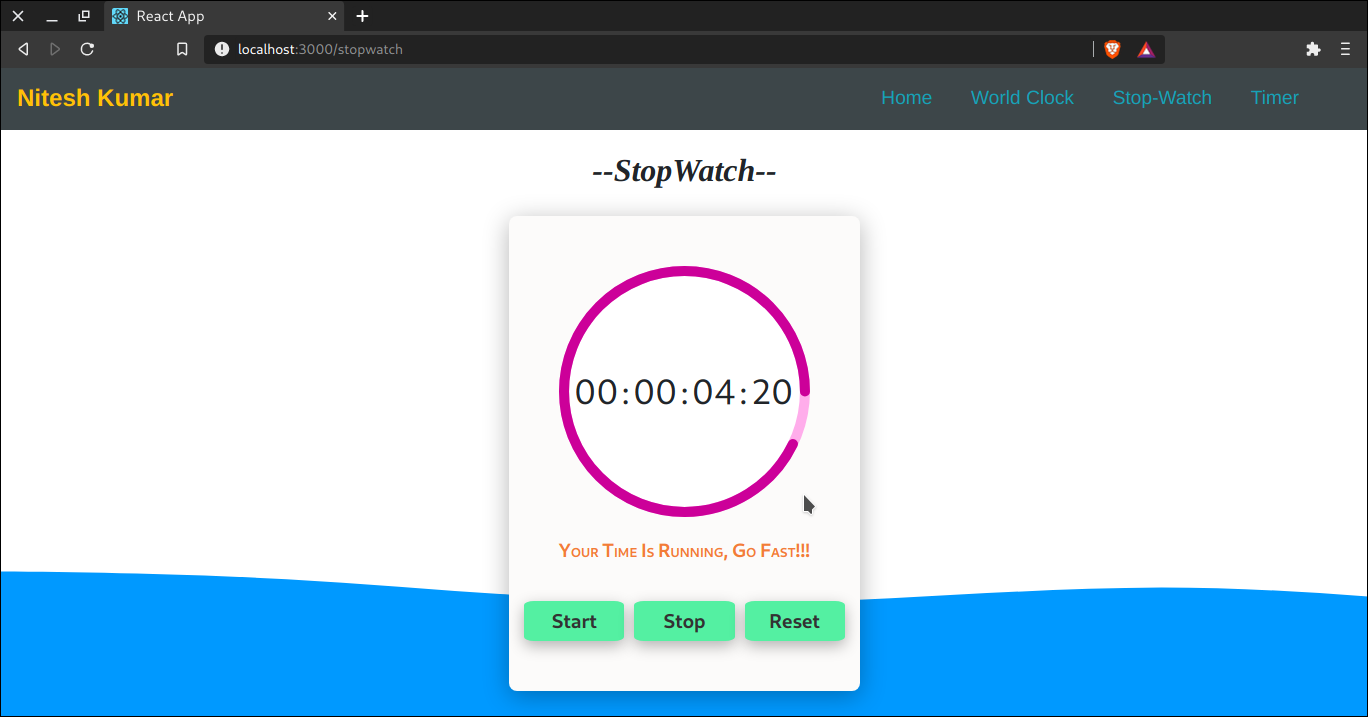 React App
localhost:3000/stopwatch
Nitesh Kumar Home World Clock Stop-Watch Timer
--StopWatch--
00:00:04:20
Your Time Is Running, Go Fast!!!
Start Stop Reset